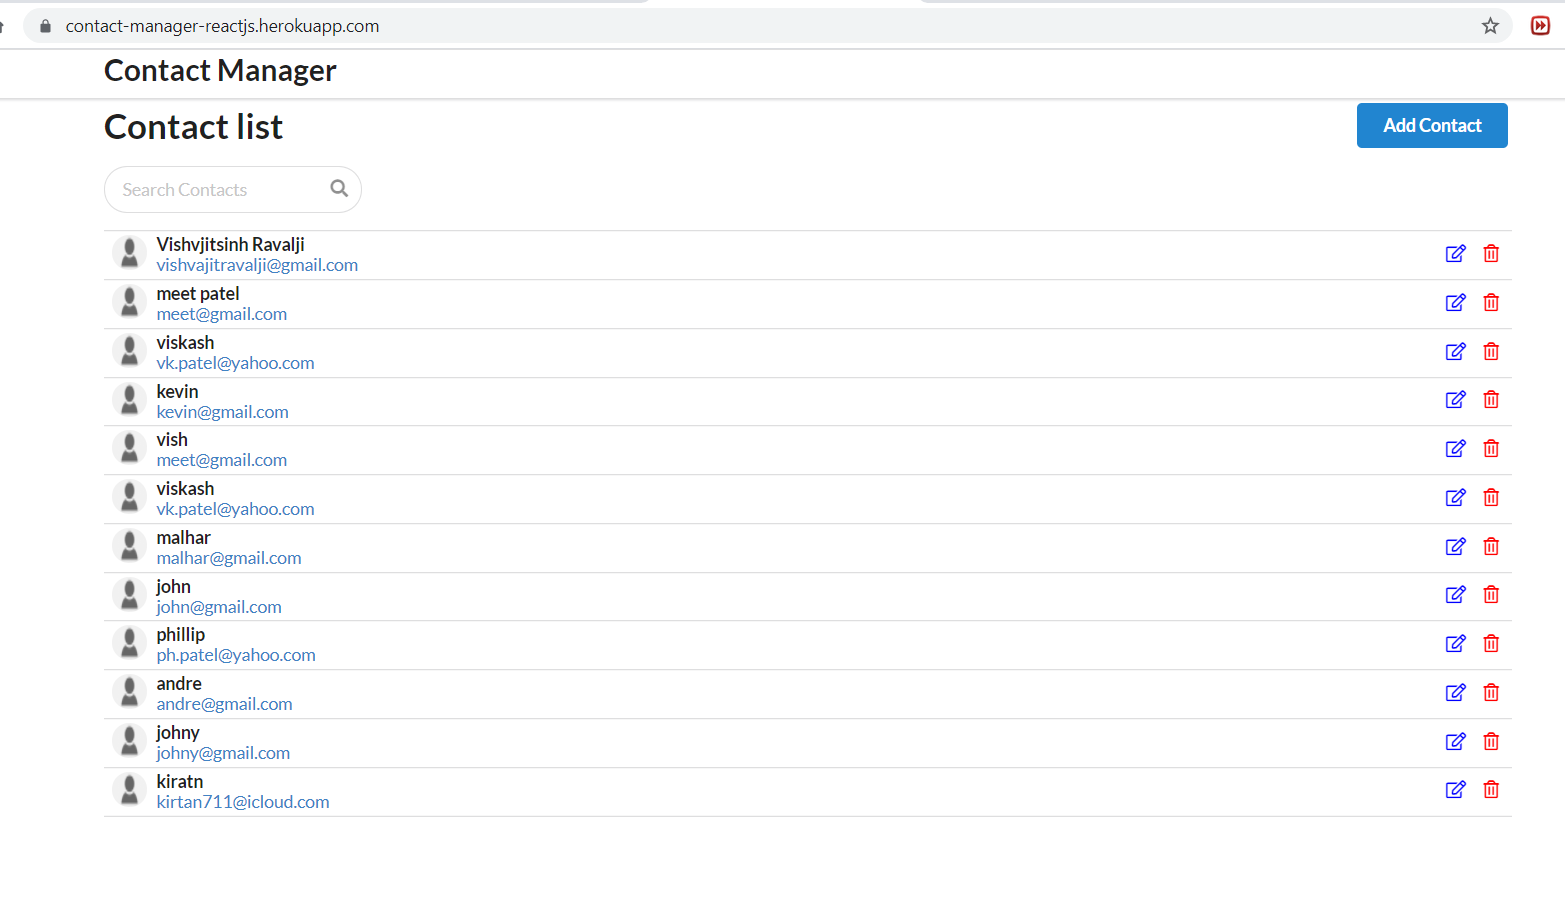 contact-manager-reactjs.herokuapp.com
Contact Manager
Contact list
Add Contact
Search Contacts
Vishvjitsinh Ravalji
vishvajitravalji@gmail.com
meet patel
meet@gmail.com
viskash
vk.patel@yahoo.com
kevin
kevin@gmail.com
vish
meet@gmail.com
viskash
vk.patel@yahoo.com
malhar
malhar@gmail.com
john
john@gmail.com
phillip
ph.patel@yahoo.com
andre
andre@gmail.com
johny
johny@gmail.com
kiratn
kirtan711@icloud.com